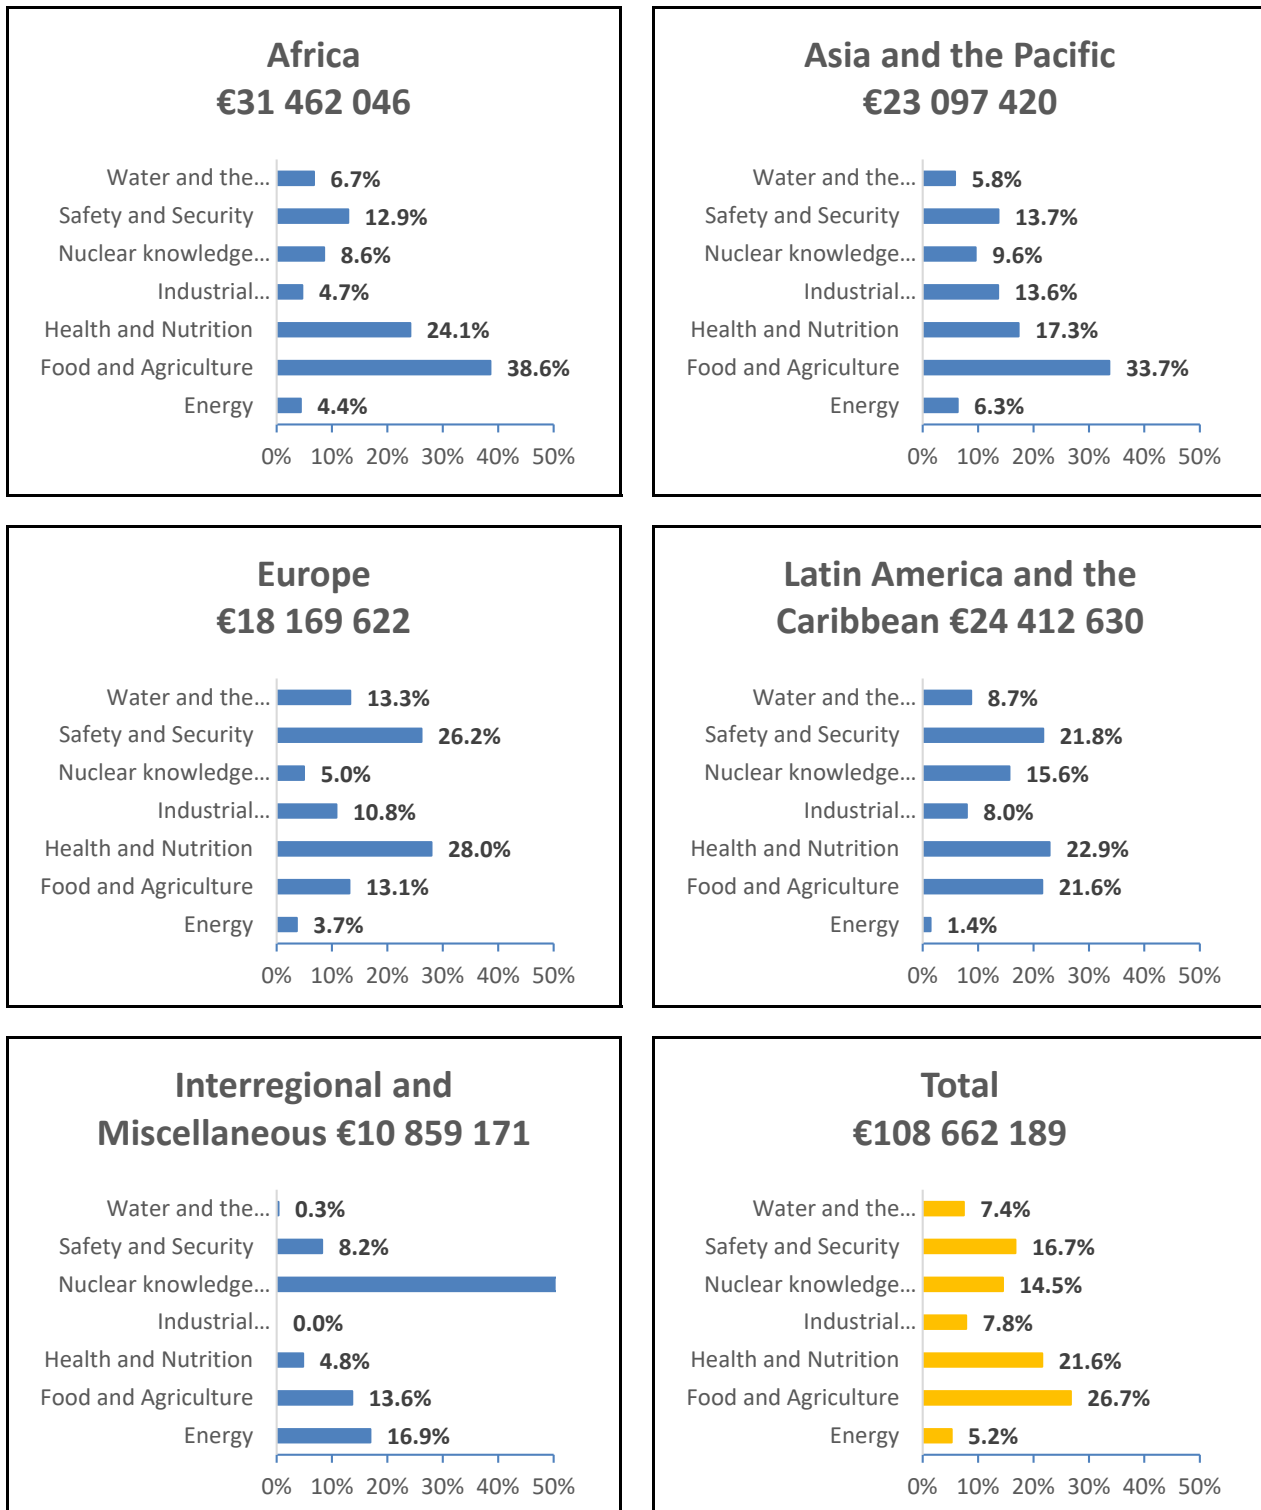 Africa
€31 462 046
Water and the... 6.7%
Safety and Security 12.9%
Nuclear knowledge... 8.6%
Industrial... 4.7%
Health and Nutrition 24.1%
Food and Agriculture 38.6%
Energy 4.4%
0% 10% 20% 30% 40% 50%
Asia and the Pacific
€23 097 420
Water and the... 5.8%
Safety and Security 13.7%
Nuclear knowledge... 9.6%
Industrial... 13.6%
Health and Nutrition 17.3%
Food and Agriculture 33.7%
Energy 6.3%
0% 10% 20% 30% 40% 50%
Europe
€18 169 622
Water and the... 13.3%
Safety and Security 26.2%
Nuclear knowledge... 5.0%
Industrial... 10.8%
Health and Nutrition 28.0%
Food and Agriculture 13.1%
Energy 3.7%
0% 10% 20% 30% 40% 50%
Latin America and the
Caribbean €24 412 630
Water and the... 8.7%
Safety and Security 21.8%
Nuclear knowledge... 15.6%
Industrial... 8.0%
Health and Nutrition 22.9%
Food and Agriculture 21.6%
Energy 1.4%
0% 10% 20% 30% 40% 50%
Interregional and
Miscellaneous €10 859 171
Water and the... 0.3%
Safety and Security 8.2%
Nuclear knowledge...
Industrial... 0.0%
Health and Nutrition 4.8%
Food and Agriculture 13.6%
Energy 16.9%
0% 10% 20% 30% 40% 50%
Total
€108 662 189
Water and the... 7.4%
Safety and Security 16.7%
Nuclear knowledge... 14.5%
Industrial... 7.8%
Health and Nutrition 21.6%
Food and Agriculture 26.7%
Energy 5.2%
0% 10% 20% 30% 40% 50%